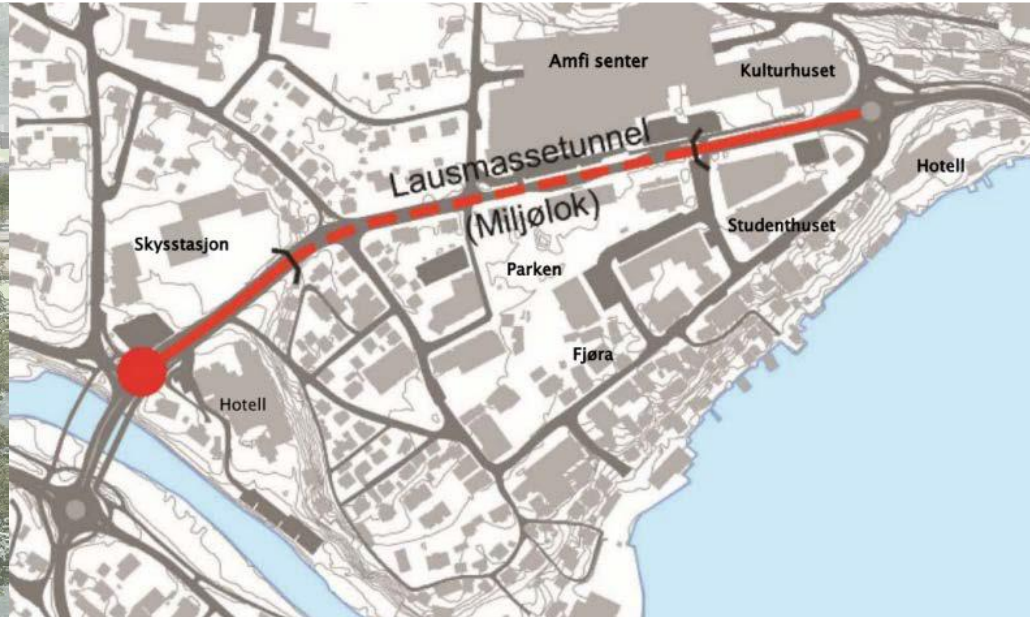 Amfi senter
Kulturhuset
Lausmassetunnel
(Miljølok)
Hotell
Studenthuset
Skysstasjon
Parken
Fjøra
Hotell